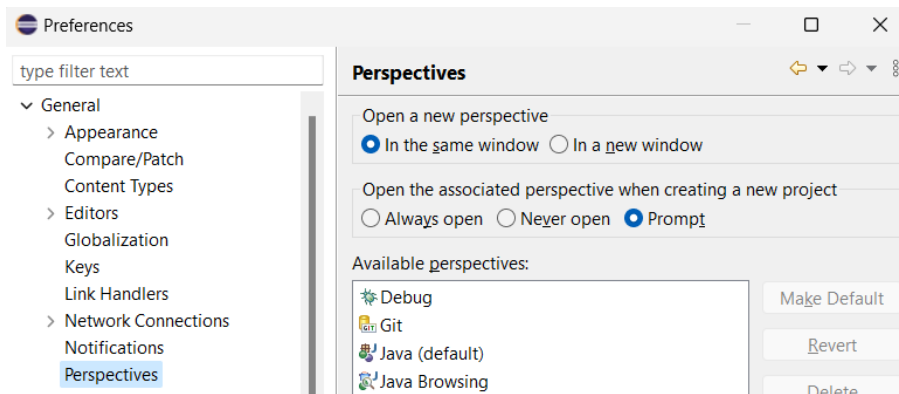 Preferences
type filter text
General
Appearance
Compare/Patch
Content Types
Editors
Globalization
Keys
Link Handlers
Network Connections
Notifications
Perspectives
Perspectives
Open a new perspective
In the same window In a new window
Open the associated perspective when creating a new project
Always open Never open Prompt
Available perspectives:
Debug
GIT Git
Java (default)
Java Browsing
Make Default
Revert
Delete